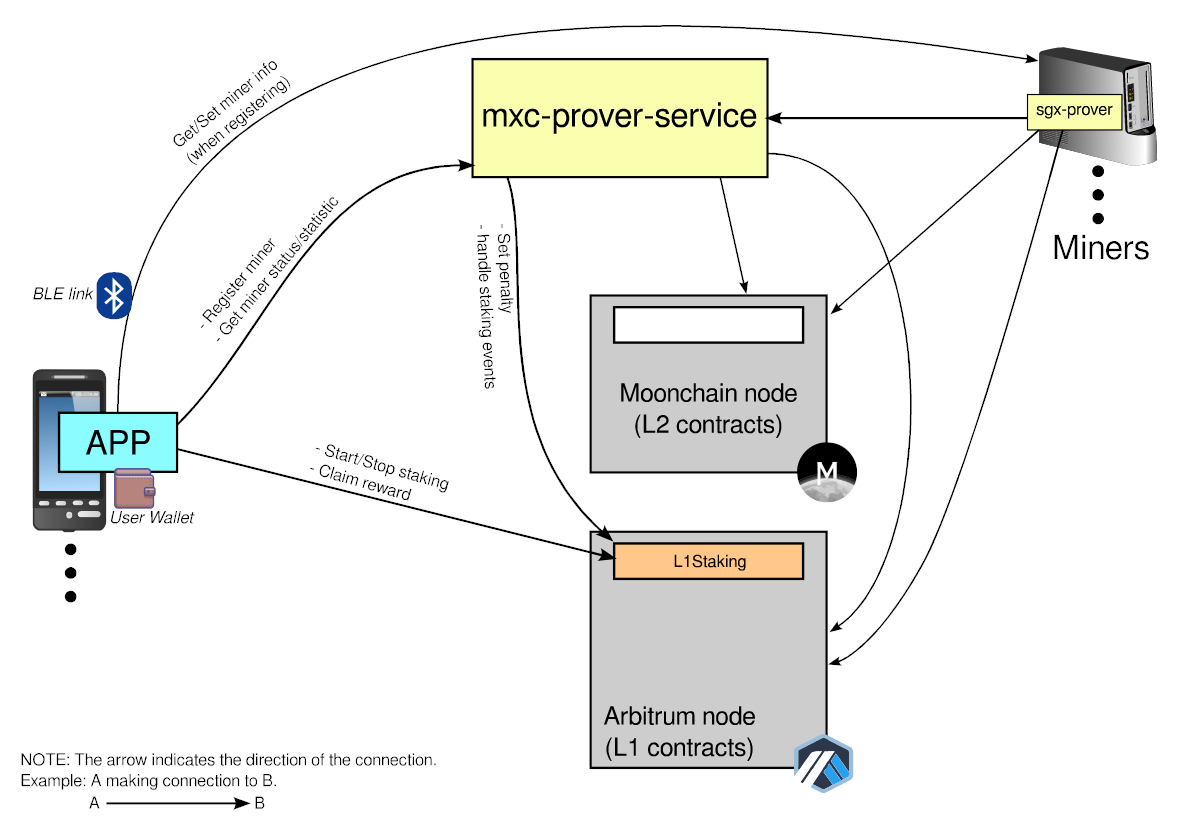 Get/Set miner info
(when registering)
mxc-prover-service
sgx-prover
Miners
BLE link
- Register miner
- Get miner status/statistic
- Set penalty
- handle staking events
Moonchain node
(L2 contracts)
M
APP
User Wallet
- Start/Stop staking
- Claim reward
L1Staking
Arbitrum node
(L1 contracts)
NOTE: The arrow indicates the direction of the connection.
Example: A making connection to B.
A B